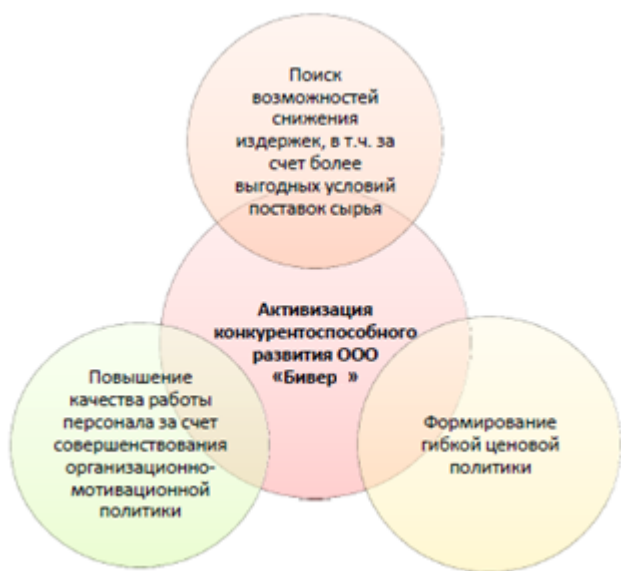 Поиск
возможностей
снижения
издержек, в т.ч. за
счет более
выгодных условий
поставок сырья
Активизация
конкурентоспособного
развития ООО
«Бивер »
Повышение
качества работы
персонала за счет
совершенствования
организационно-
мотивационной
политики
Формирование
гибкой ценовой
политики